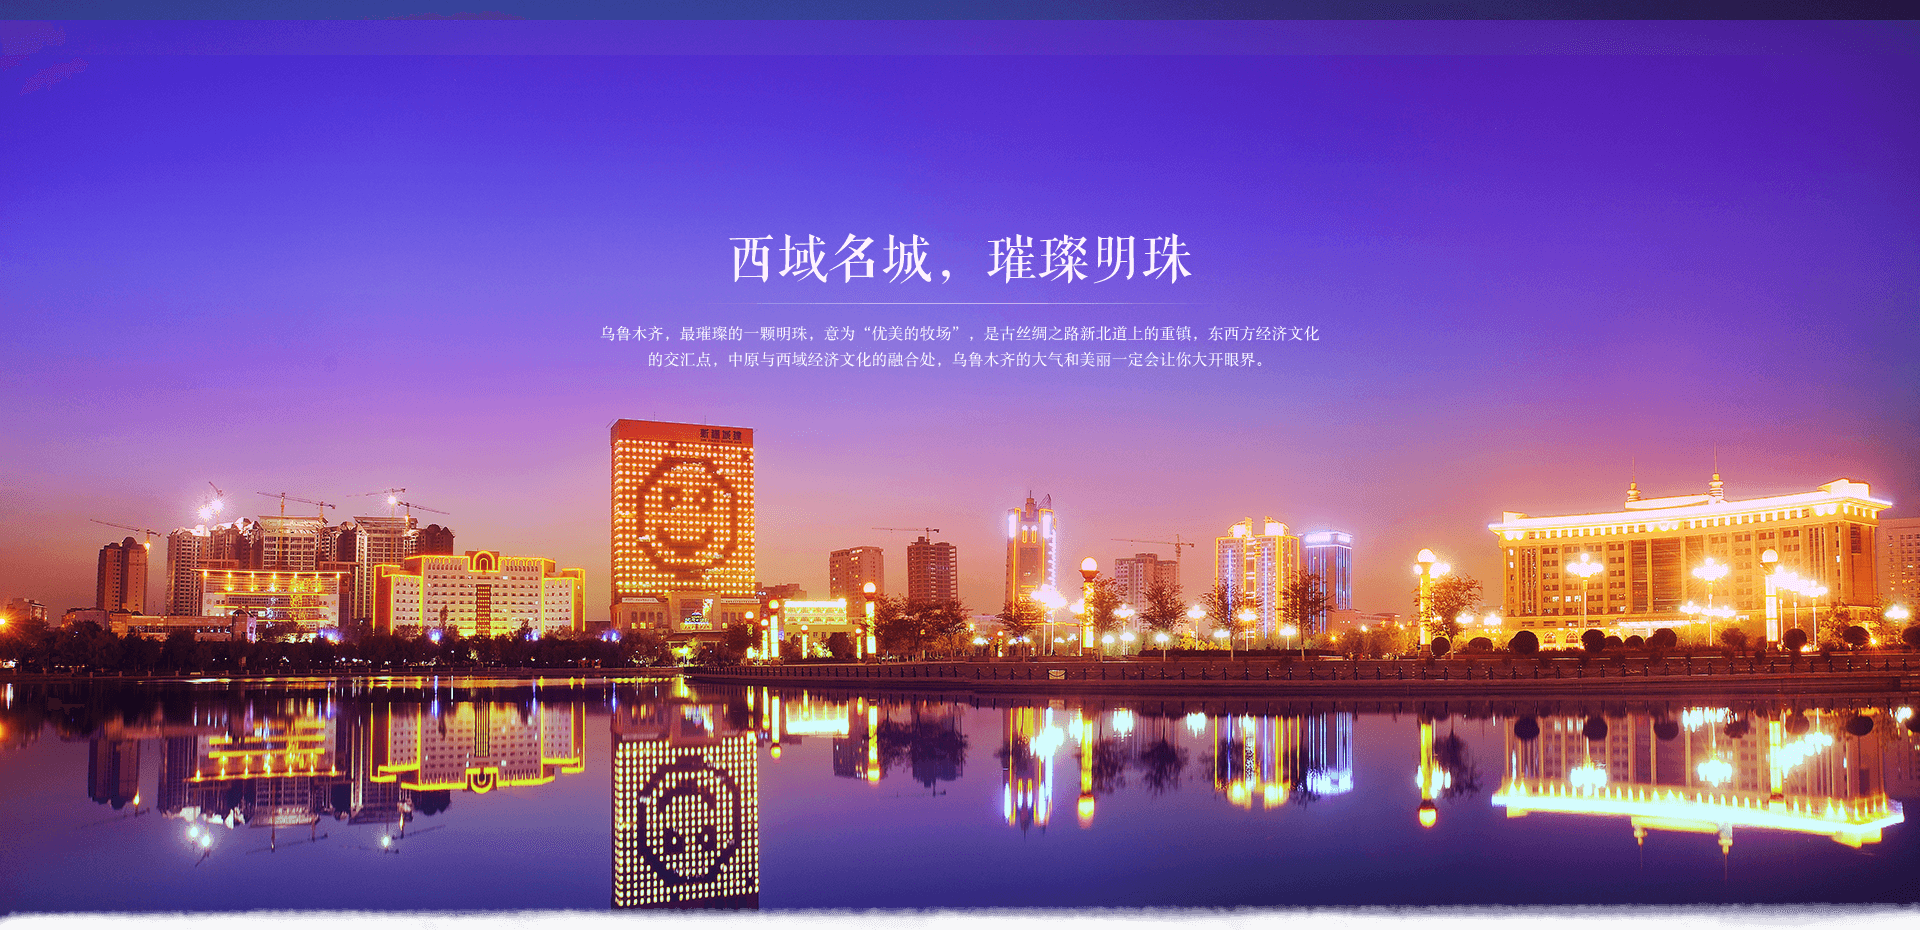 西域名城，璀璨明珠
乌鲁木齐，最璀璨的一颗明珠，意为“优美的牧场”，是古丝绸之路新北道上的重镇，东西方经济文化
的交汇点，中原与西域经济文化的融合处，乌鲁木齐的大气和美丽一定会让你大开眼界。
新疆城建